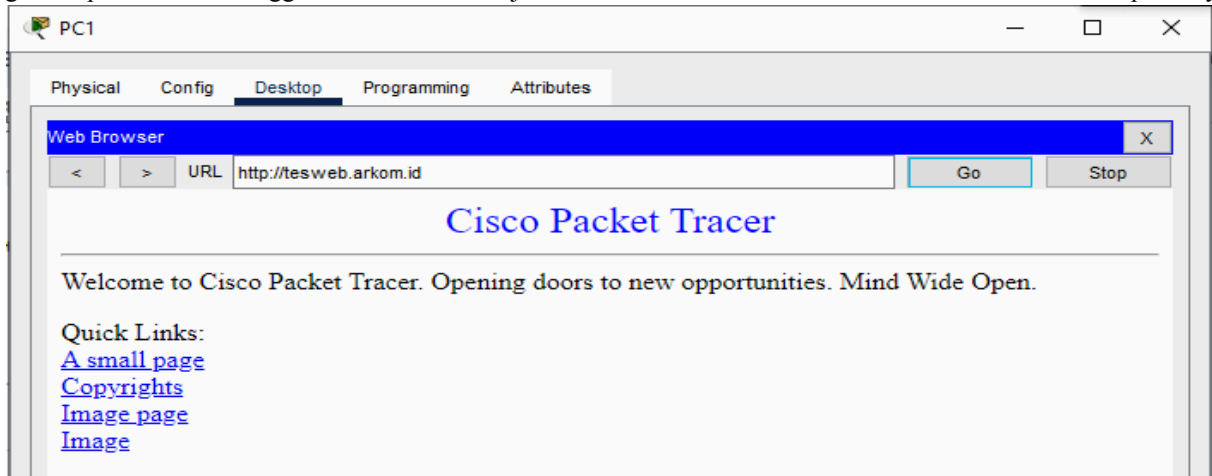 PC1
Physical Config Desktop Programming Attributes
Web Browser X
< > URL http://tesweb.arkom.id Go Stop
Cisco Packet Tracer
Welcome to Cisco Packet Tracer. Opening doors to new opportunities. Mind Wide Open.
Quick Links:
A small page
Copyrights
Image page
Image